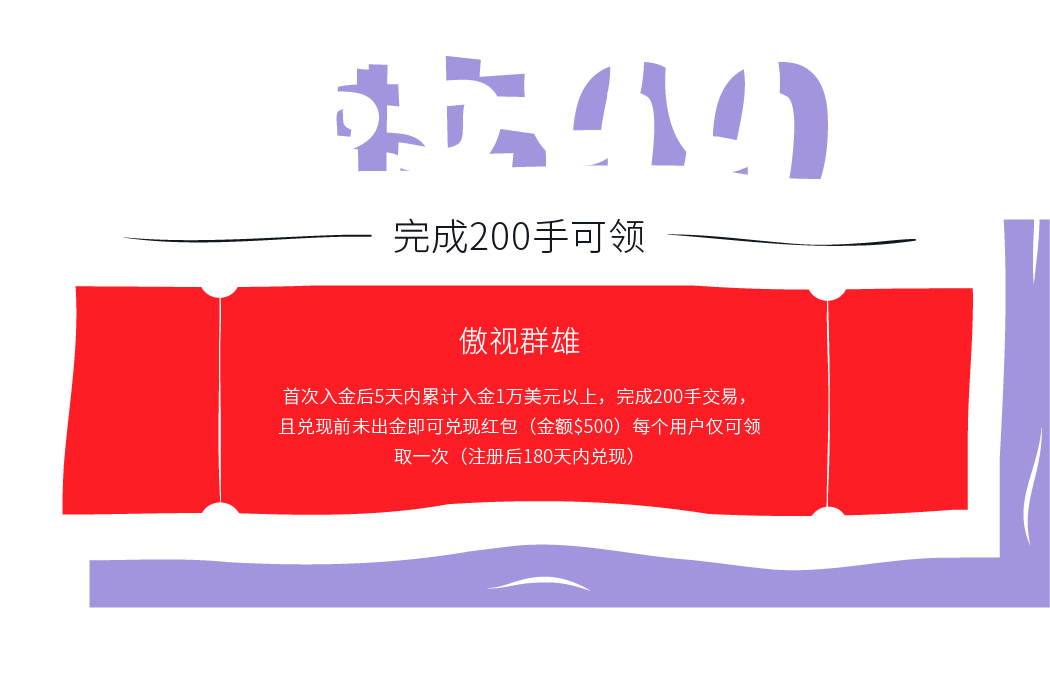 $500
完成200手可领
傲视群雄
首次入金后5天内累计入金1万美元以上，完成200手交易，
且兑现前未出金即可兑现红包（金额$500）每个用户仅可领
取一次（注册后180天内兑现）